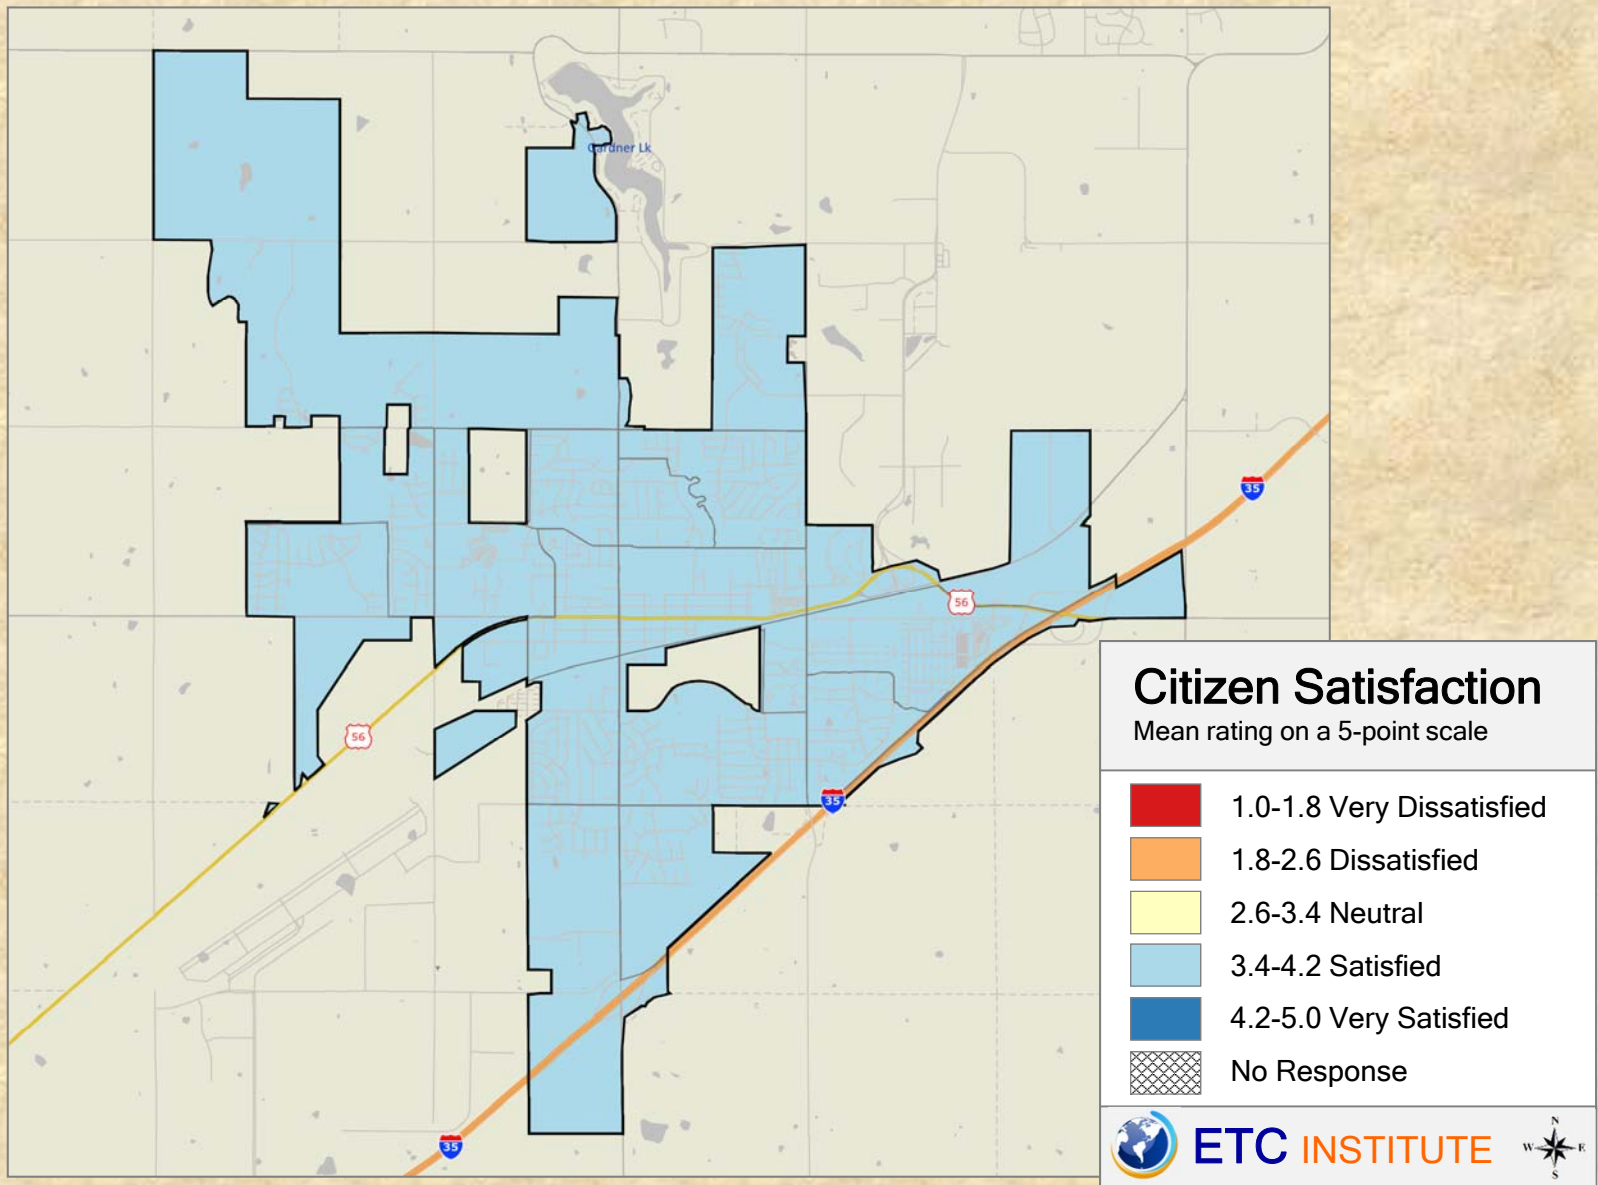 Gardner Lk
1
35
56
56
35
35
Citizen Satisfaction
Mean rating on a 5-point scale
1.0-1.8 Very Dissatisfied
1.8-2.6 Dissatisfied
2.6-3.4 Neutral
3.4-4.2 Satisfied
4.2-5.0 Very Satisfied
No Response
ETC INSTITUTE
N
W E
S